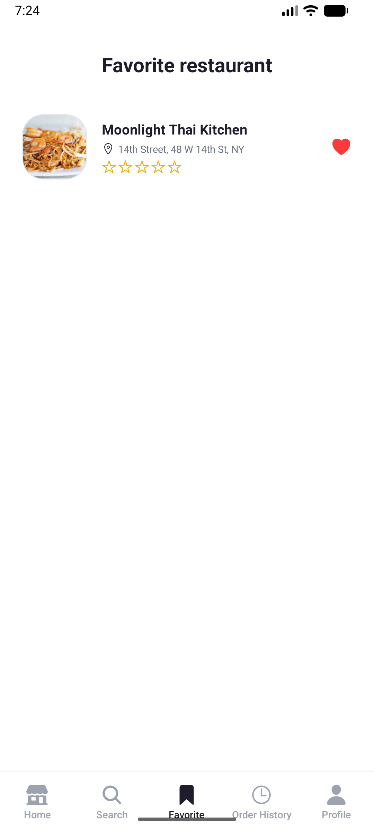 7:24
Favorite restaurant
Moonlight Thai Kitchen
14th Street, 48 W 14th St, NY
Home
Search
Favorite
Order History
Profile